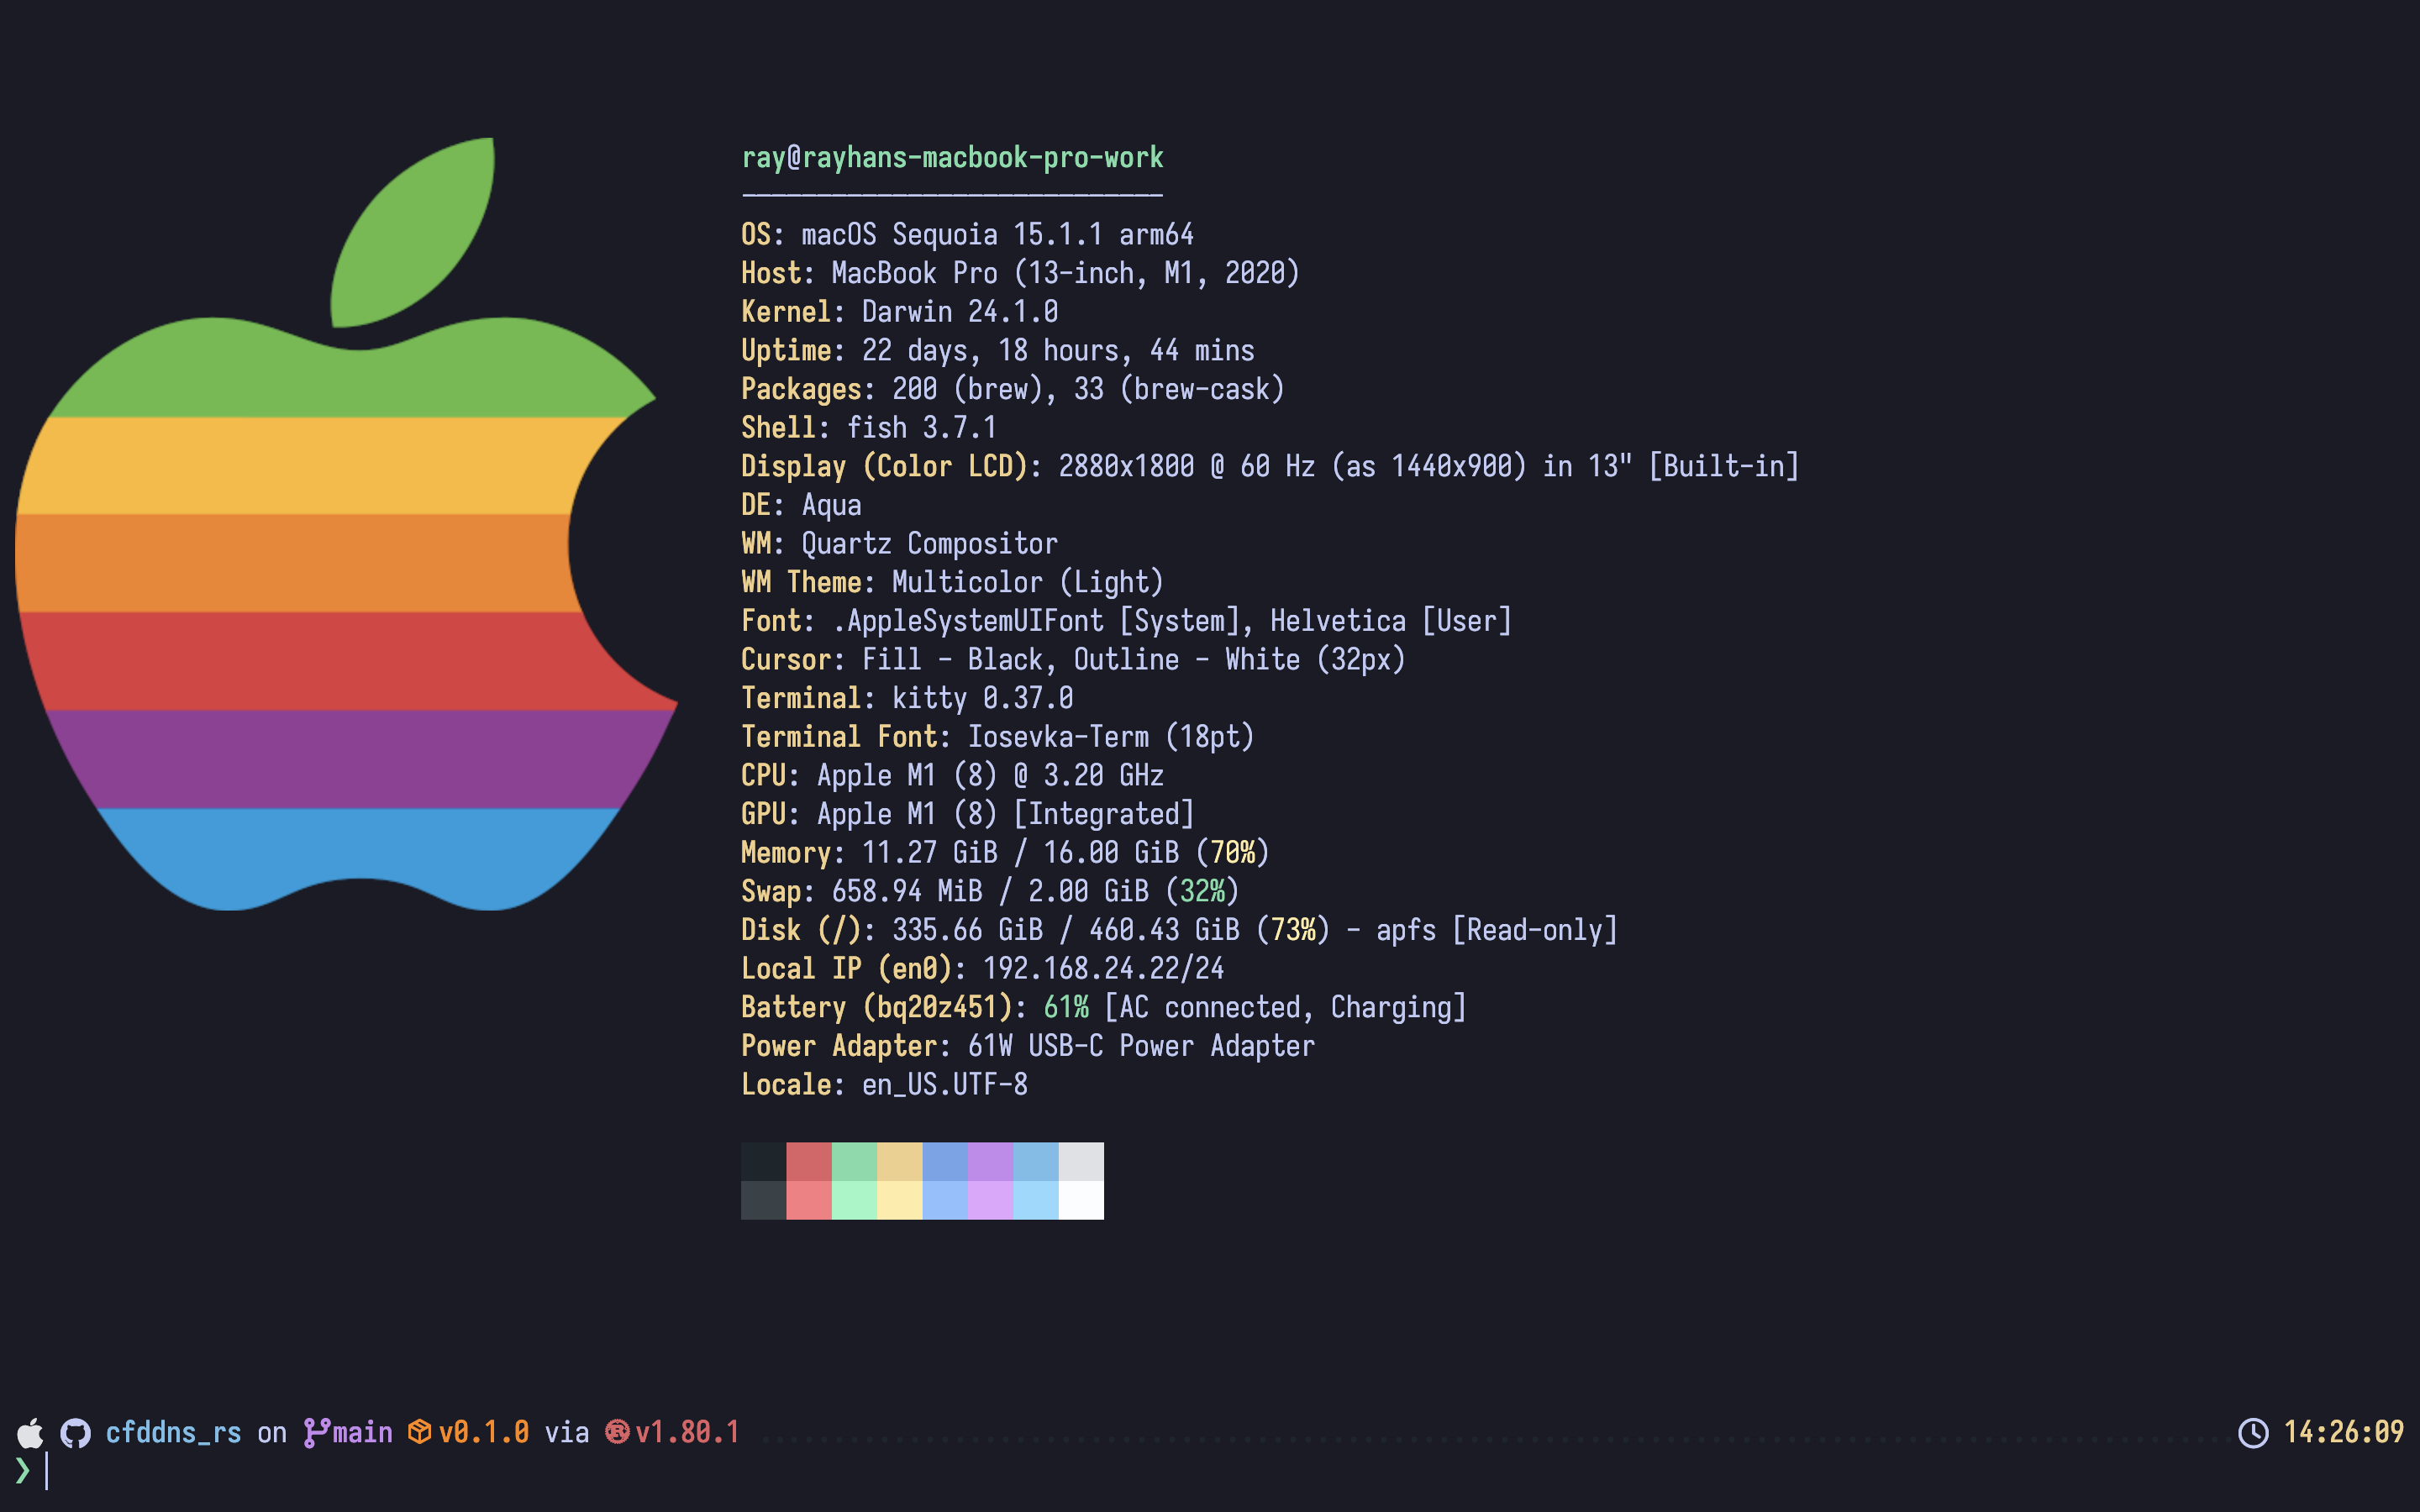 ray@rayhans-macbook-pro-work
----------------------------
OS: macOS Sequoia 15.1.1 arm64
Host: MacBook Pro (13-inch, M1, 2020)
Kernel: Darwin 24.1.0
Uptime: 22 days, 18 hours, 44 mins
Packages: 200 (brew), 33 (brew-cask)
Shell: fish 3.7.1
Display (Color LCD): 2880x1800 @ 60 Hz (as 1440x900) in 13" [Built-in]
DE: Aqua
WM: Quartz Compositor
WM Theme: Multicolor (Light)
Font: .AppleSystemUIFont [System], Helvetica [User]
Cursor: Fill - Black, Outline - White (32px)
Terminal: kitty 0.37.0
Terminal Font: Iosevka-Term (18pt)
CPU: Apple M1 (8) @ 3.20 GHz
GPU: Apple M1 (8) [Integrated]
Memory: 11.27 GiB / 16.00 GiB (70%)
Swap: 658.94 MiB / 2.00 GiB (32%)
Disk (/): 335.66 GiB / 460.43 GiB (73%) - apfs [Read-only]
Local IP (en0): 192.168.24.22/24
Battery (bq20z451): 61% [AC connected, Charging]
Power Adapter: 61W USB-C Power Adapter
Locale: en_US.UTF-8
cfddns_rs on main v0.1.0 via v1.80.1 14:26:09
❯